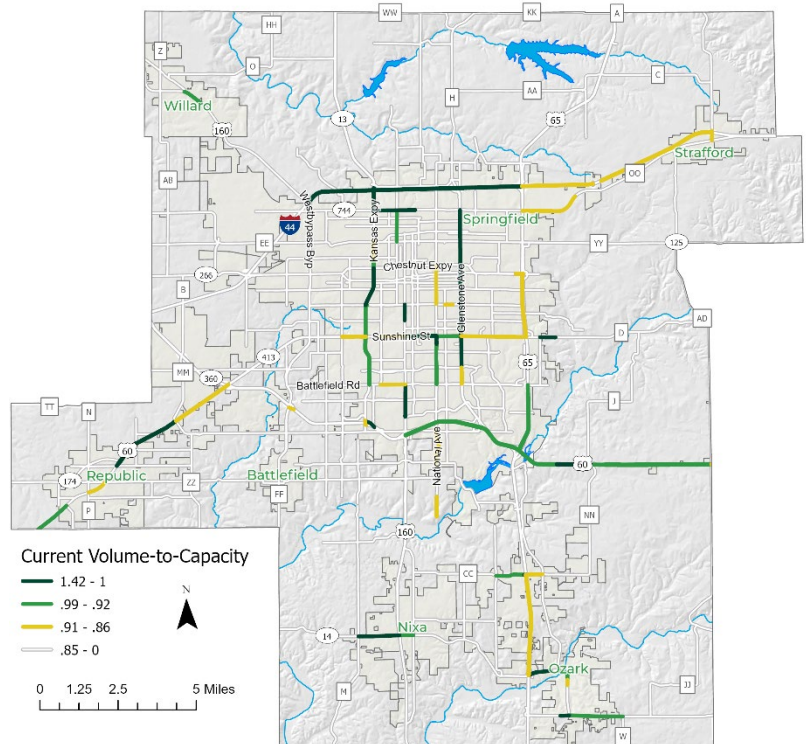 WW
KK
A
HH
Z
O
C
AA
H
Willard
13
65
160
Strafford
OO
AB
744
Springfield
Westbypass Byp
Kansas Expy
44
EE
YY
125
266
Chestnut Expy
Glenstone Ave
B
AD
Sunshine St
D
413
65
MM
360
Battlefield Rd
TT
N
J
60
Republic
174
ZZ
Battlefield
National Ave
60
P
FF
NN
160
CC
Current Volume-to-Capacity
1.42 - 1
.99 - .92
.91 - .86
.85 - 0
N
14
Nixa
Ozark
M
JJ
W
0 1.25 2.5 5 Miles